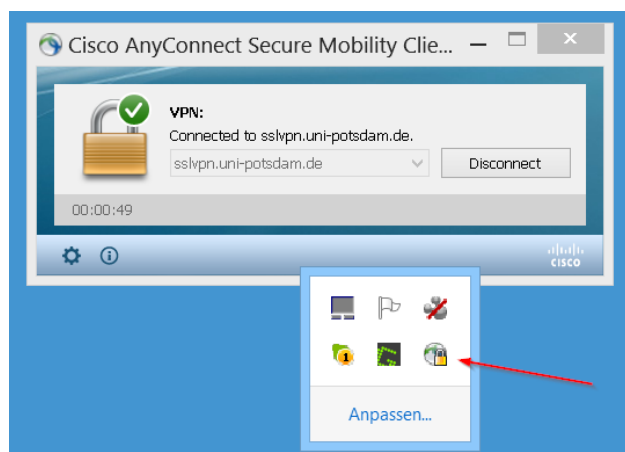 Cisco AnyConnect Secure Mobility Clie...
VPN:
Connected to sslvpn.uni-potsdam.de.
sslvpn.uni-potsdam.de
Disconnect
00:00:49
CISCO
1
Anpassen...